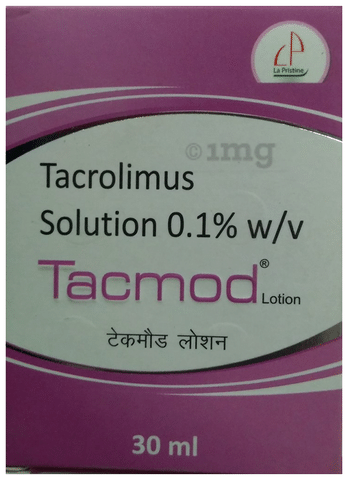 La Pristine
© 1mg
Tacrolimus
Solution 0.1% w/v
Tacmod® Lotion
टेकमौड लोशन
30 ml